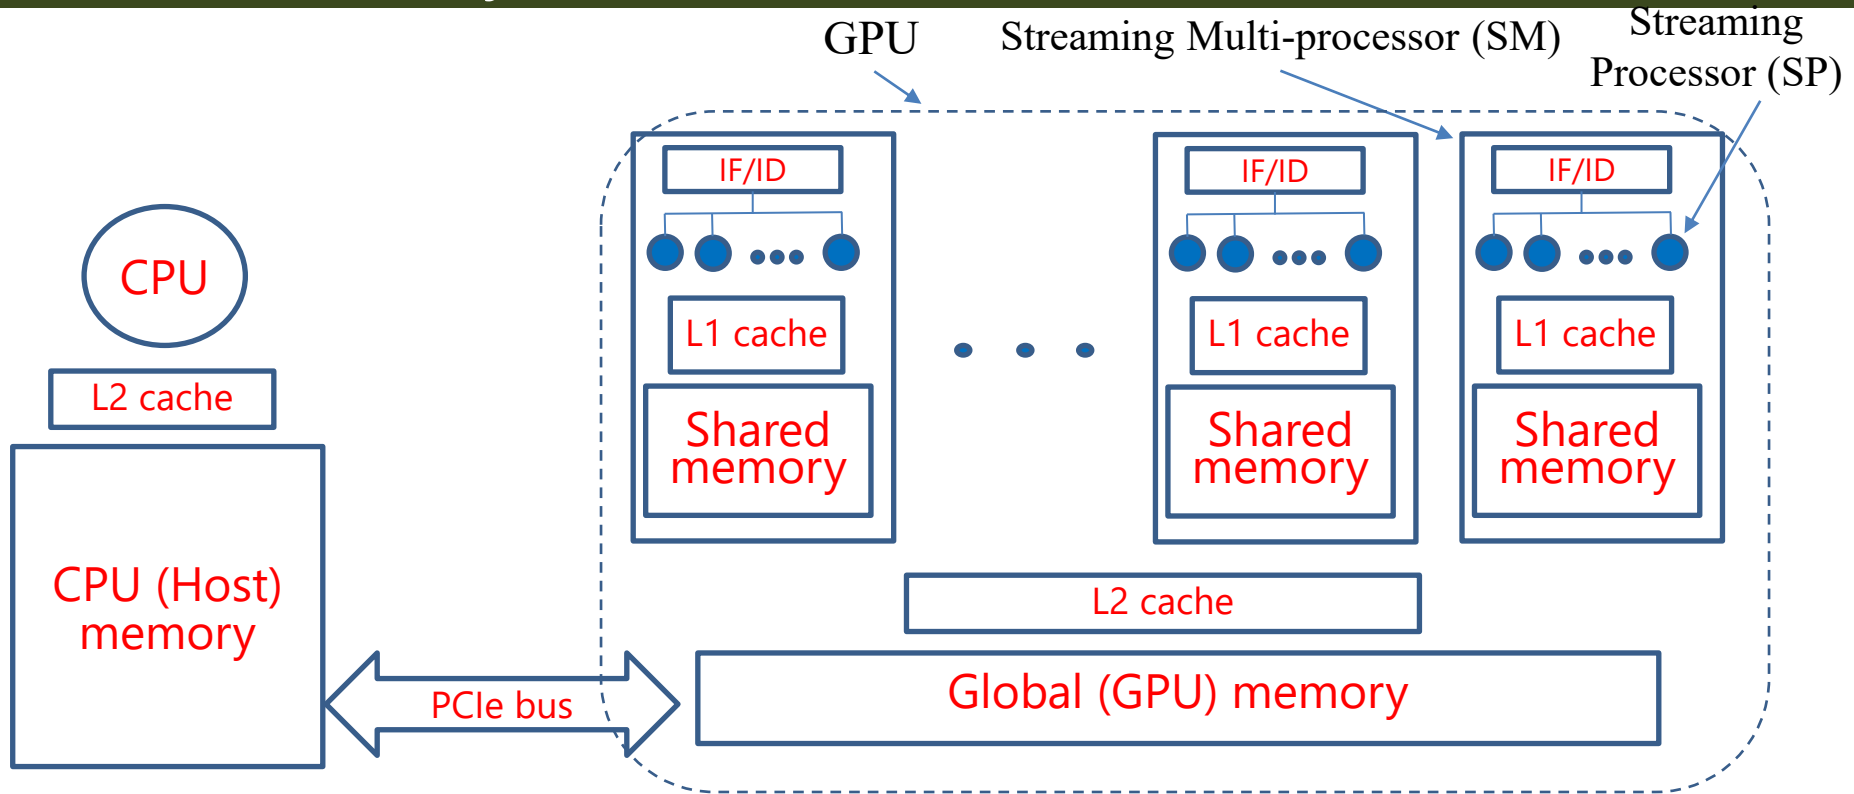 GPU
Streaming Multi-processor (SM)
Streaming
Processor (SP)
IF/ID
IF/ID
IF/ID
CPU
L1 cache
L1 cache
L1 cache
L2 cache
Shared
memory
Shared
memory
Shared
memory
CPU (Host)
memory
L2 cache
PCIe bus
Global (GPU) memory